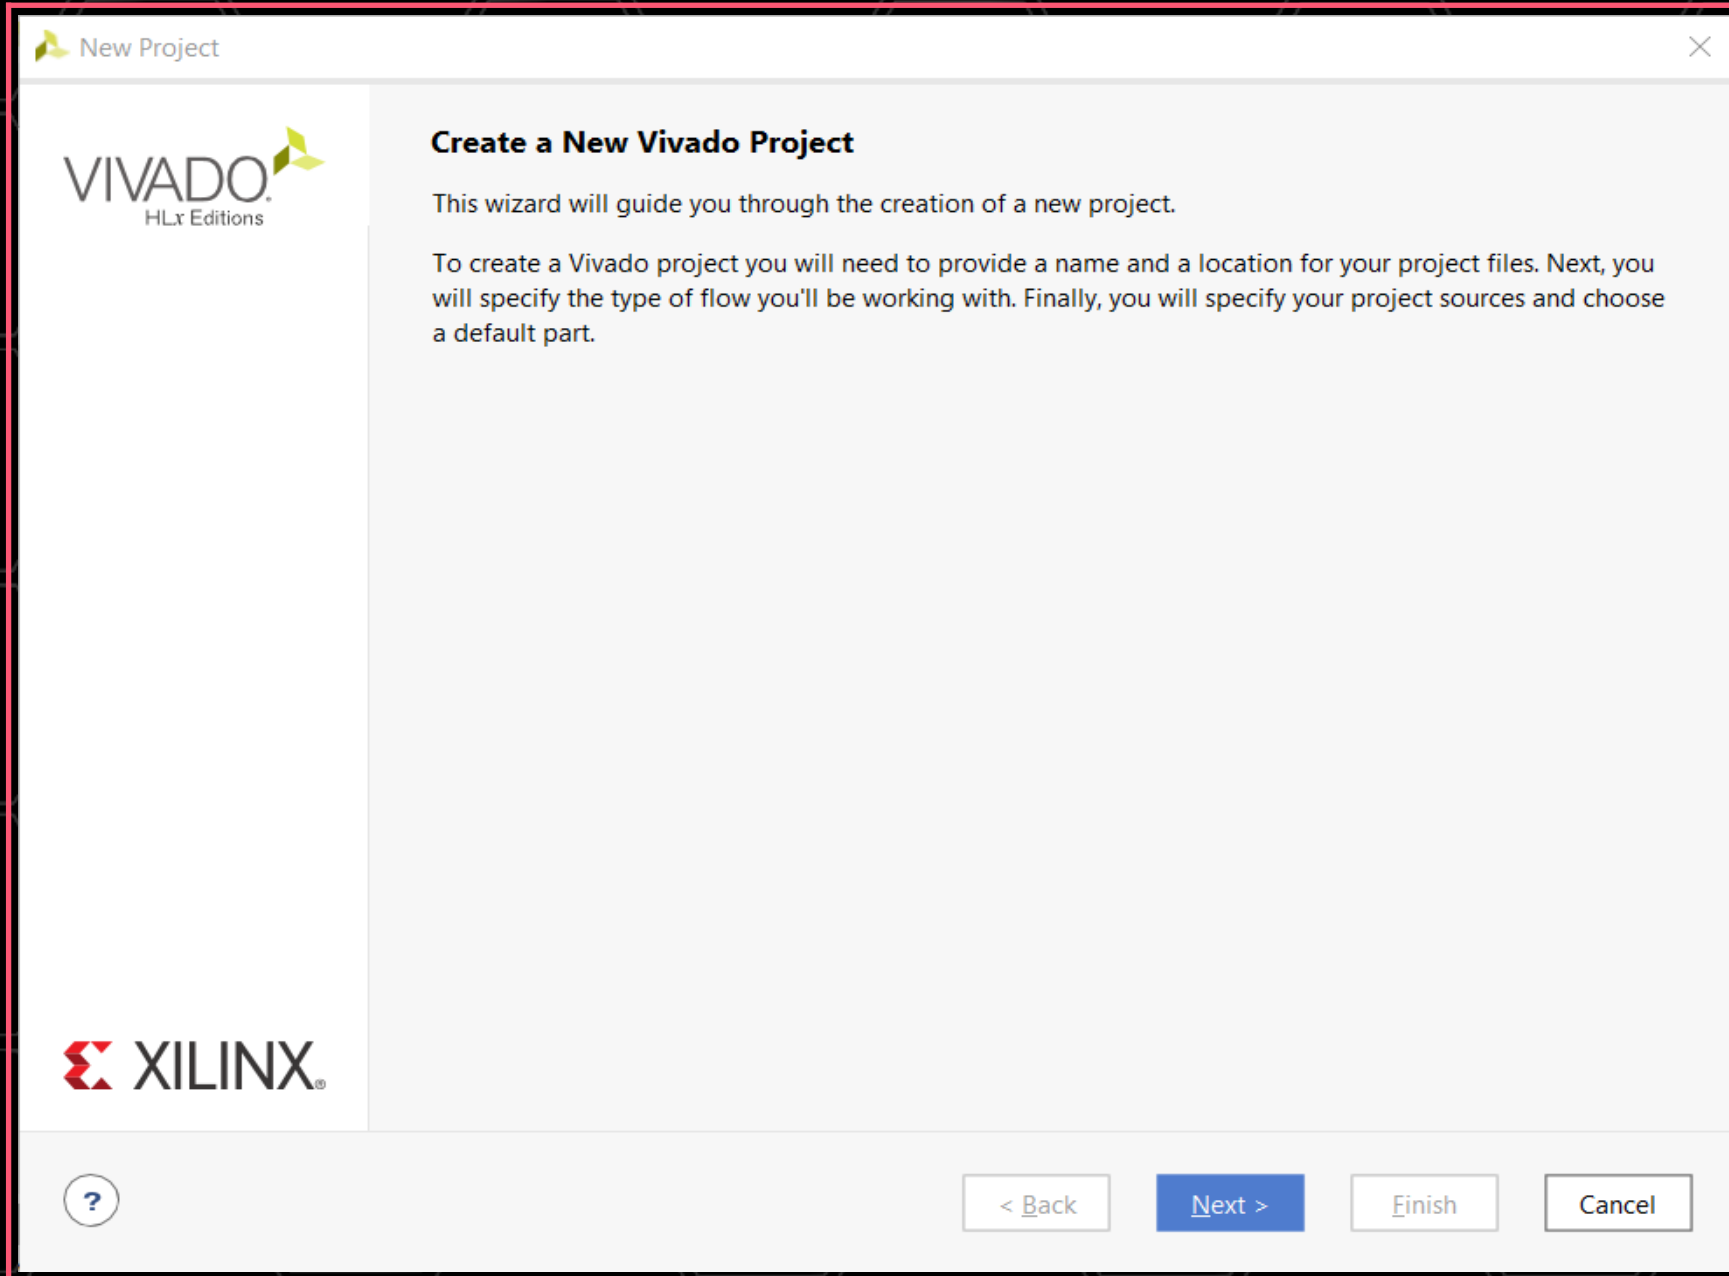 New Project
VIVADO.
HLx Editions
Create a New Vivado Project
This wizard will guide you through the creation of a new project.
To create a Vivado project you will need to provide a name and a location for your project files. Next, you
will specify the type of flow you'll be working with. Finally, you will specify your project sources and choose
a default part.
XILINX®
?
< Back
Next >
Finish
Cancel